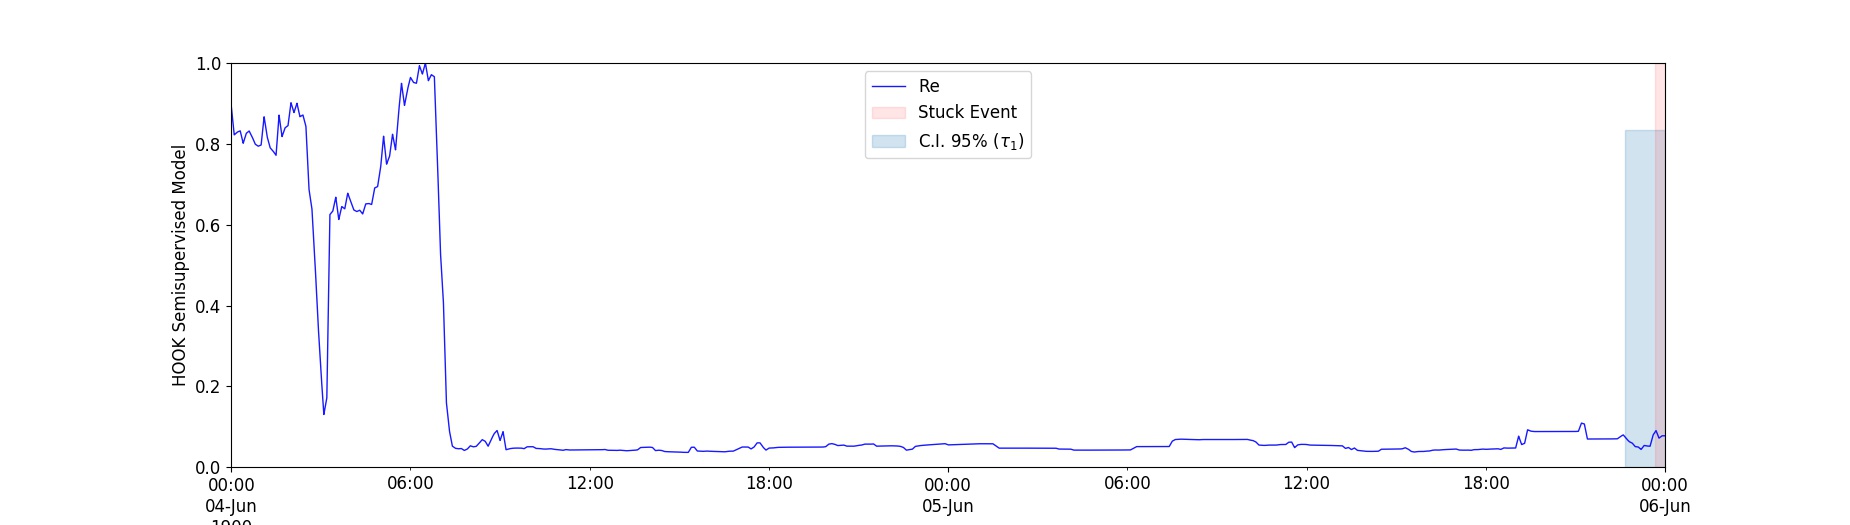 HOOK Semisupervised Model
1.0
0.8
0.6
0.4
0.2
0.0
Re
Stuck Event
C.I. 95% (τ₁)
00:00 06:00 12:00 18:00 00:00 06:00 12:00 18:00 00:00
04-Jun 05-Jun 06-Jun
1900